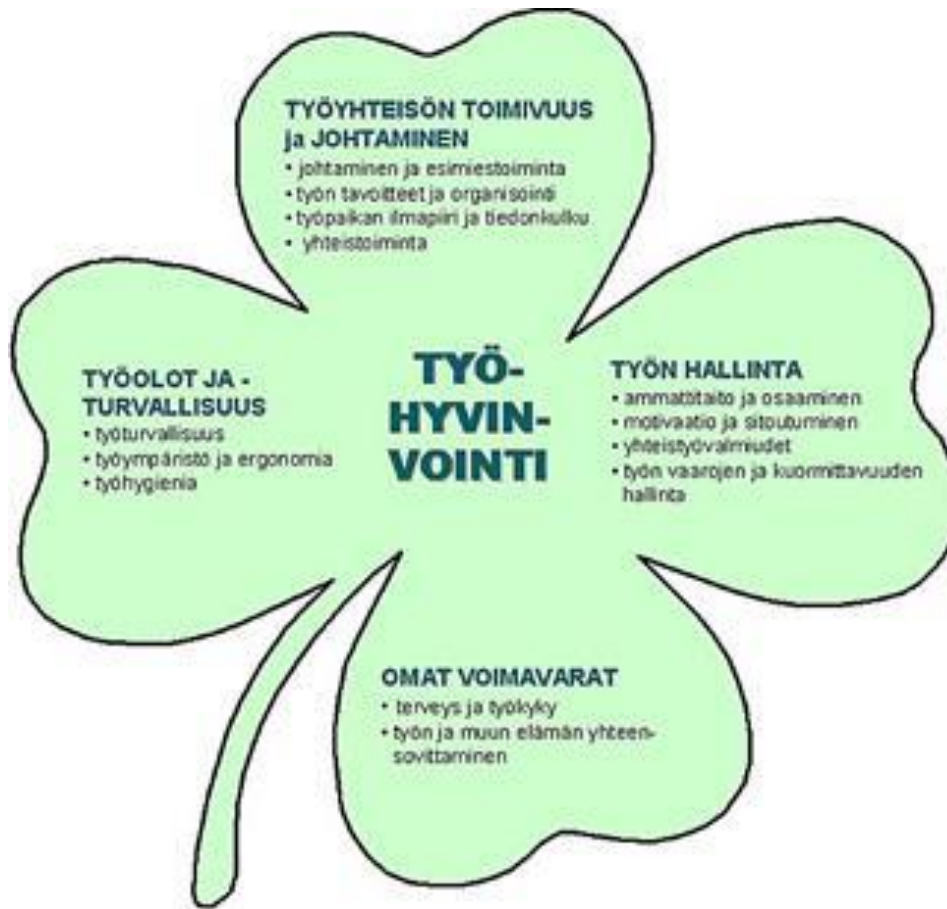 TYÖYHTEISÖN TOIMIVUUS
ja JOHTAMINEN
• johtaminen ja esimiestoiminta
• työn tavoitteet ja organisointi
• työpaikan ilmapiiri ja tiedonkulku
• yhteistoiminta
TYÖOLOT JA -
TURVALLISUUS
• työturvallisuus
• työympäristö ja ergonomia
• työhygienia
TYÖ-
HYVIN-
VOINTI
TYÖN HALLINTA
• ammattitaito ja osaaminen
• motivaatio ja sitoutuminen
• yhteistyövalmiudet
• työn vaarojen ja kuormittavuuden
hallinta
OMAT VOIMAVARAT
• terveys ja työkyky
• työn ja muun elämän yhteen-
sovittaminen